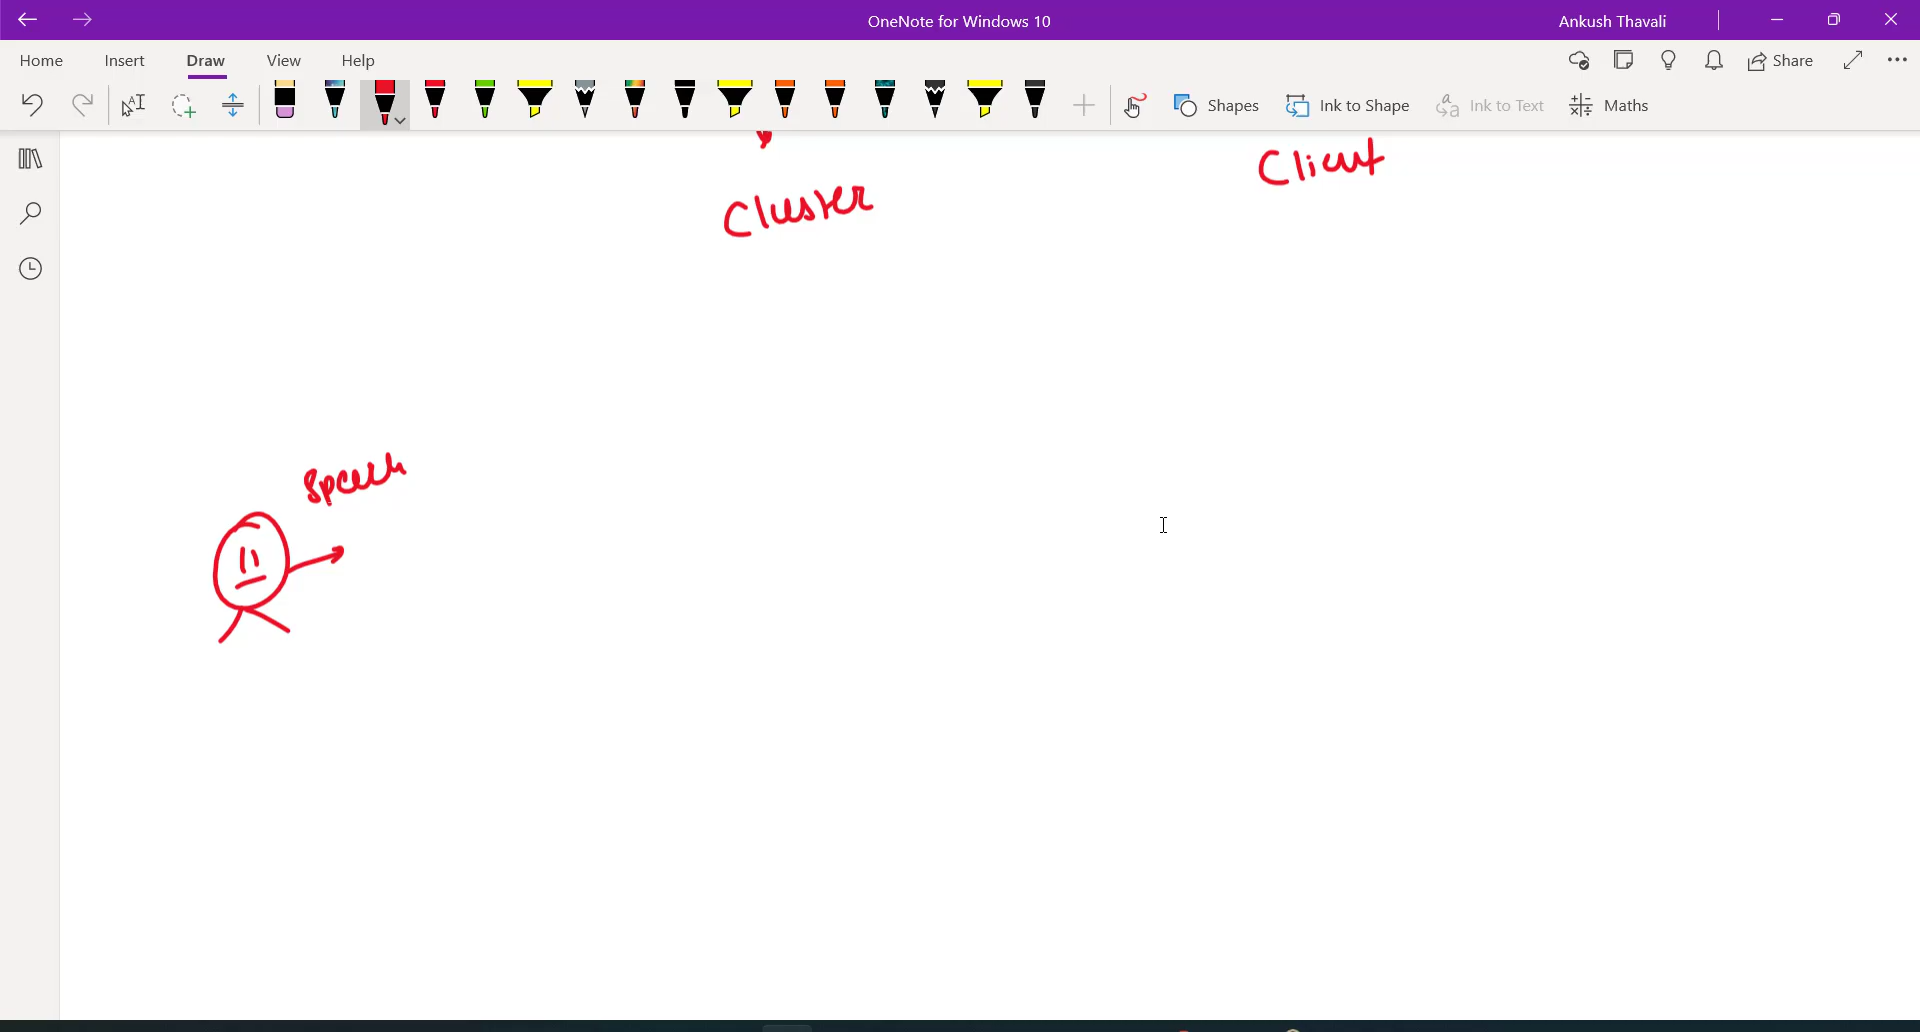 OneNote for Windows 10
Ankush Thavali
Home Insert Draw View Help
Share
Shapes Ink to Shape Ink to Text Maths
Client
Cluster
Speech